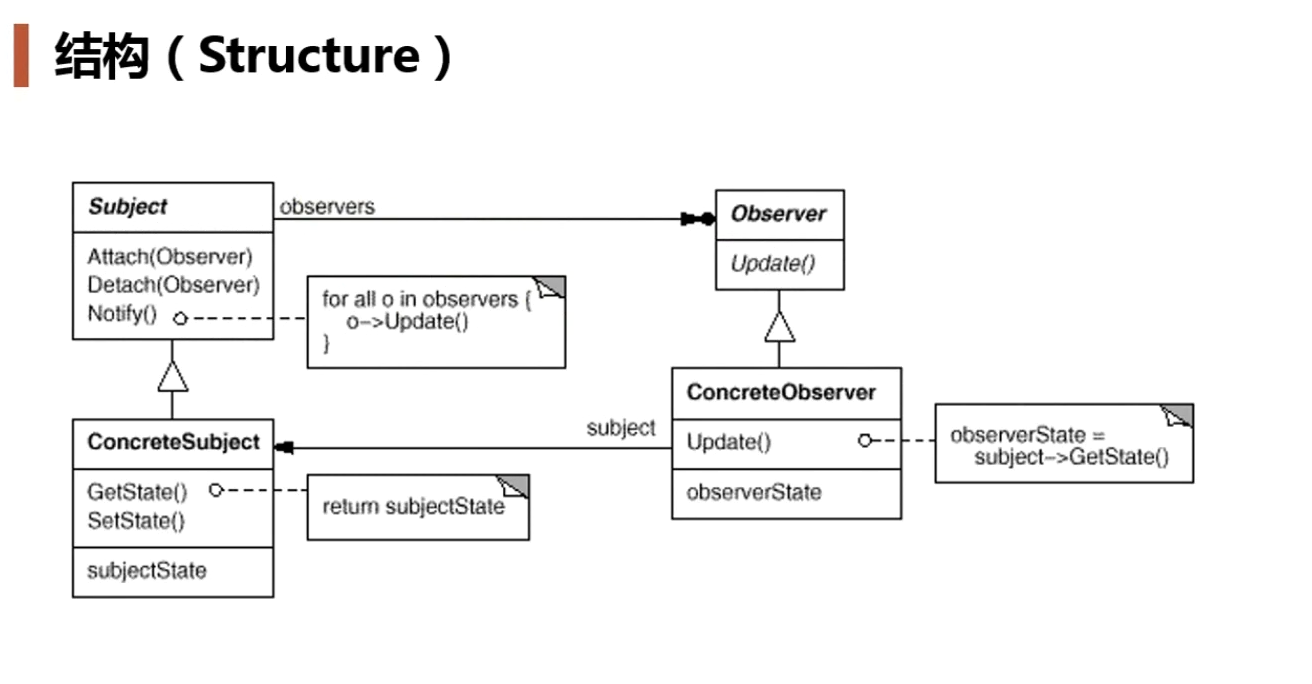 结构（Structure）
Subject
Attach(Observer)
Detach(Observer)
Notify()
observers
for all o in observers {
o->Update()
}
Observer
Update()
ConcreteSubject
GetState()
SetState()
subjectState
return subjectState
subject
ConcreteObserver
Update()
observerState
observerState =
subject->GetState()